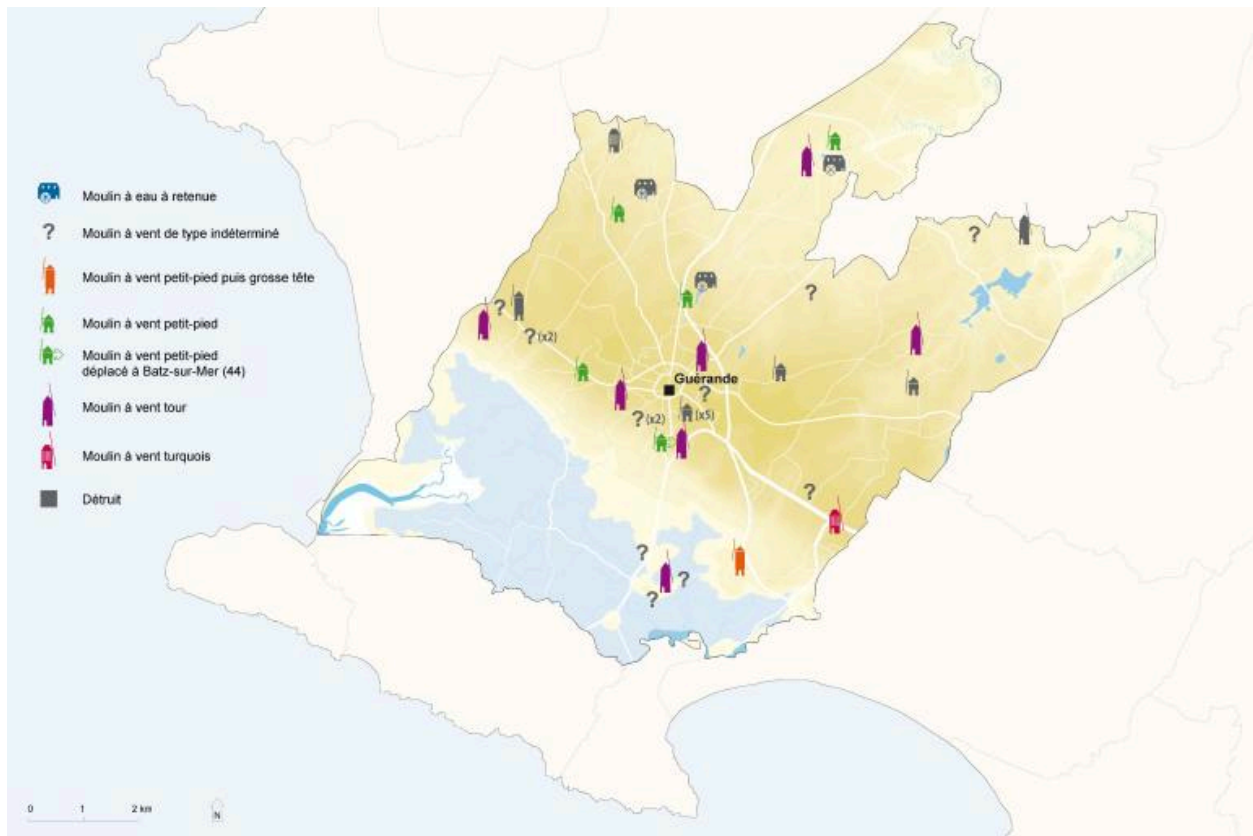 Moulin à eau à retenue
? Moulin à vent de type indéterminé
Moulin à vent petit-pied puis grosse tête
Moulin à vent petit-pied
Moulin à vent petit-pied
déplacé à Batz-sur-Mer (44)
Moulin à vent tour
Moulin à vent turquois
Détruit
?
?
?
?(x2)
Guérande
?
?(x2)
(x5)
?
?
?
?
0 1 2 km
N